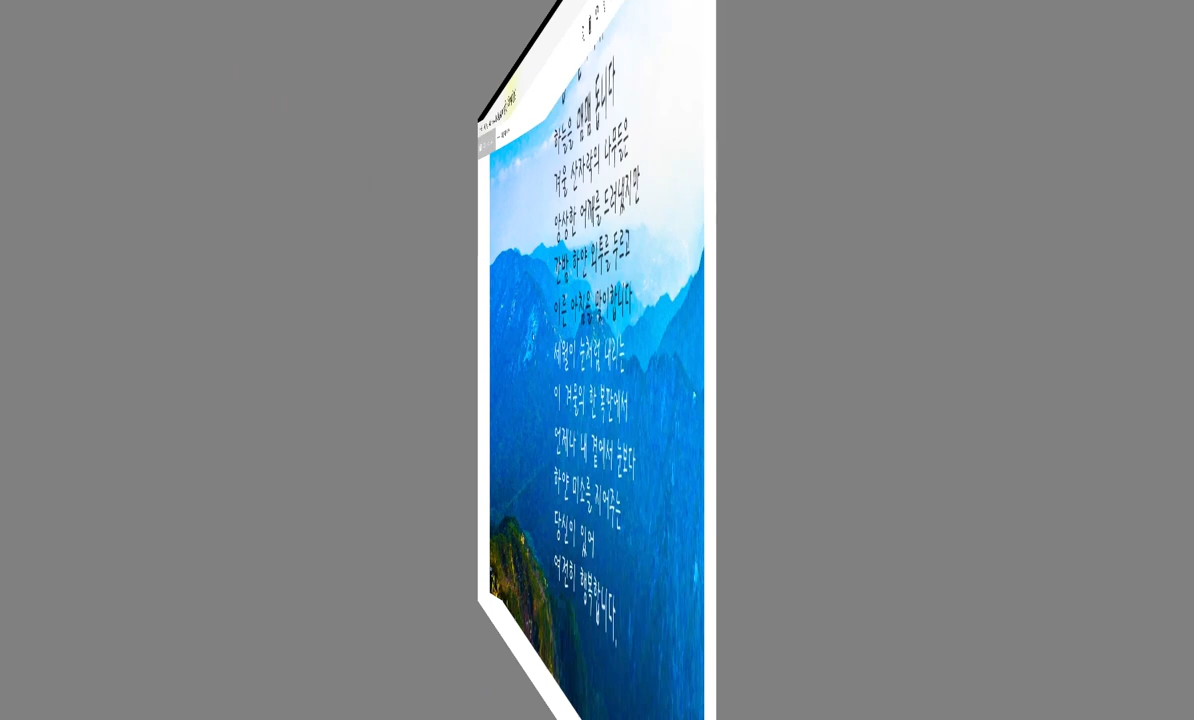 하늘을 맴맴 돕니다
겨울 산자락의 나무들은
앙상한 어깨를 드러냈지만
간밤 하얀 외투를 두르고
이른 아침을 맞이합니다
세월이 눈처럼 내리는
이 겨울의 한 복판에서
언제나 내 곁에서 눈보다
하얀 미소를 지어주는
당신이 있어
여전히 행복합니다.